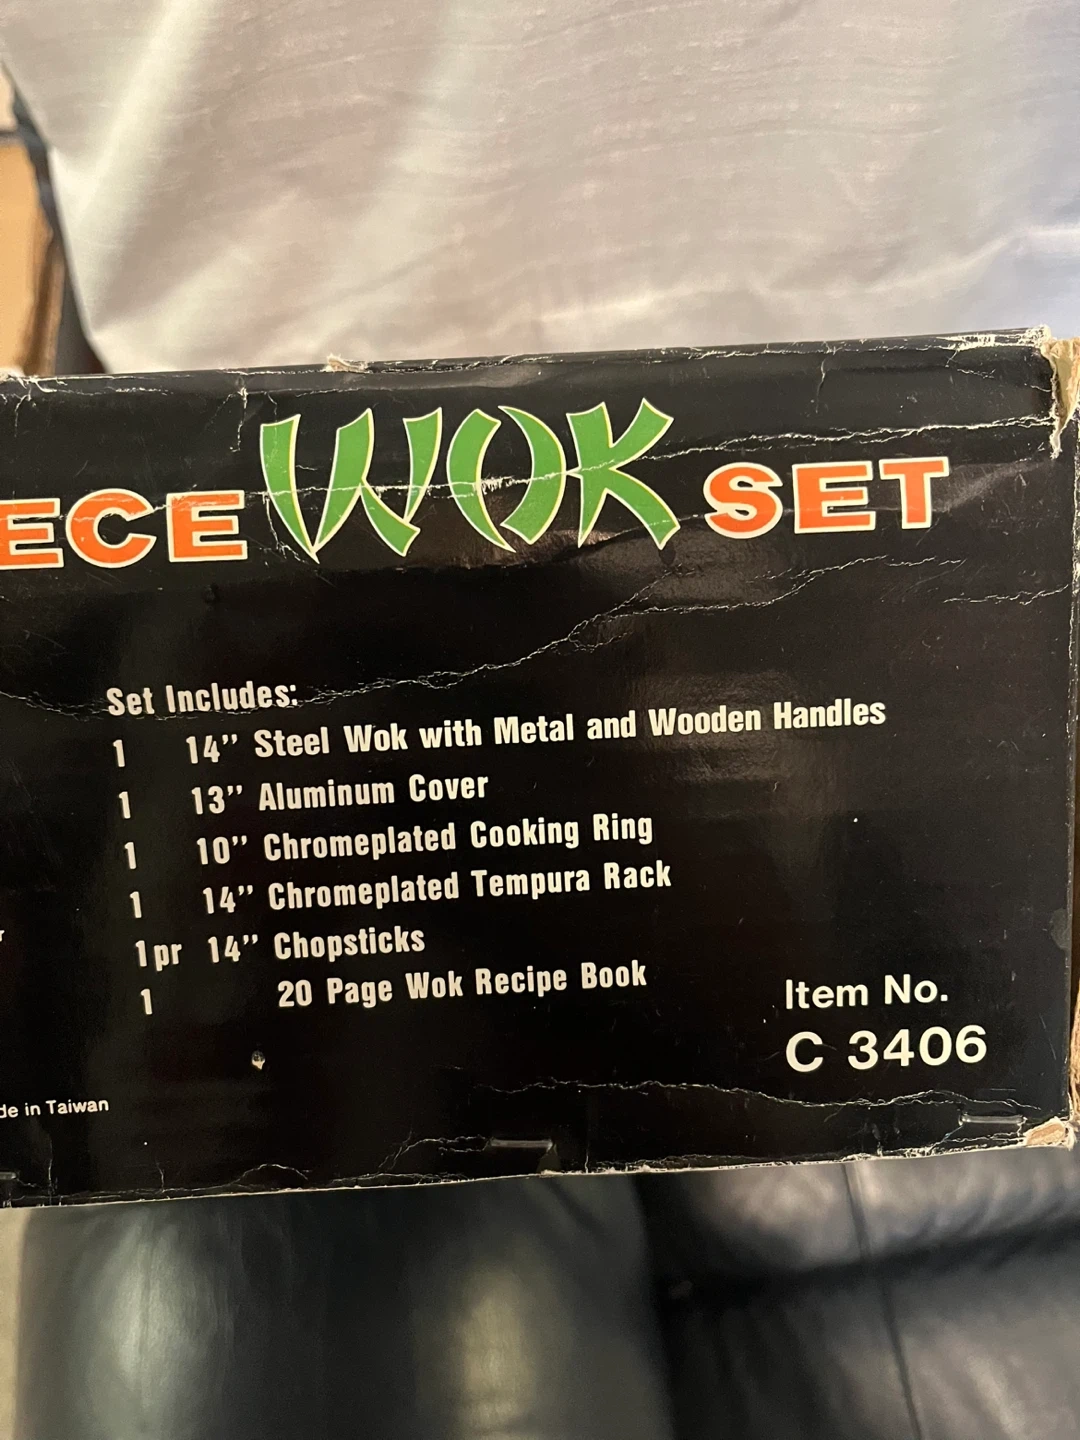 ECE WOK SET
Set Includes:
1 14" Steel Wok with Metal and Wooden Handles
1 13" Aluminum Cover
1 10" Chromeplated Cooking Ring
1 14" Chromeplated Tempura Rack
1pr 14" Chopsticks
1 20 Page Wok Recipe Book
Item No.
C 3406
de in Taiwan